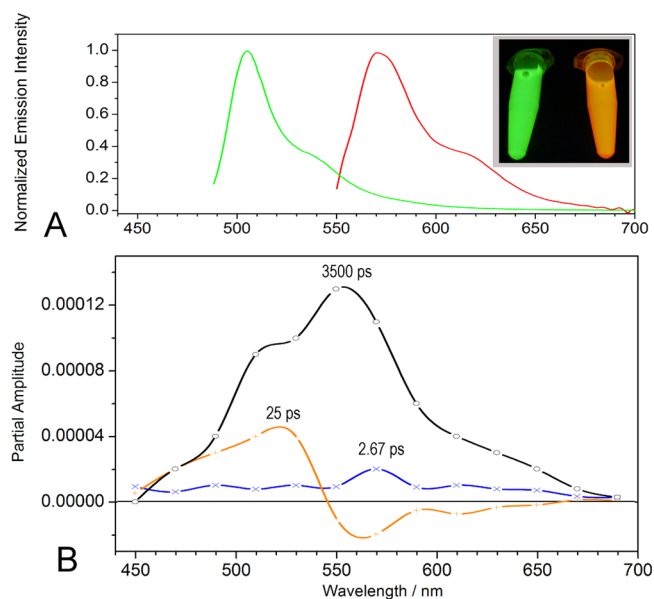 A
Normalized Emission Intensity
1.0
0.8
0.6
0.4
0.2
0.0
450 500 550 600 650 700
B
Partial Amplitude
0.00012
0.00008
0.00004
0.00000
3500 ps
25 ps
2.67 ps
450 500 550 600 650 700
Wavelength / nm